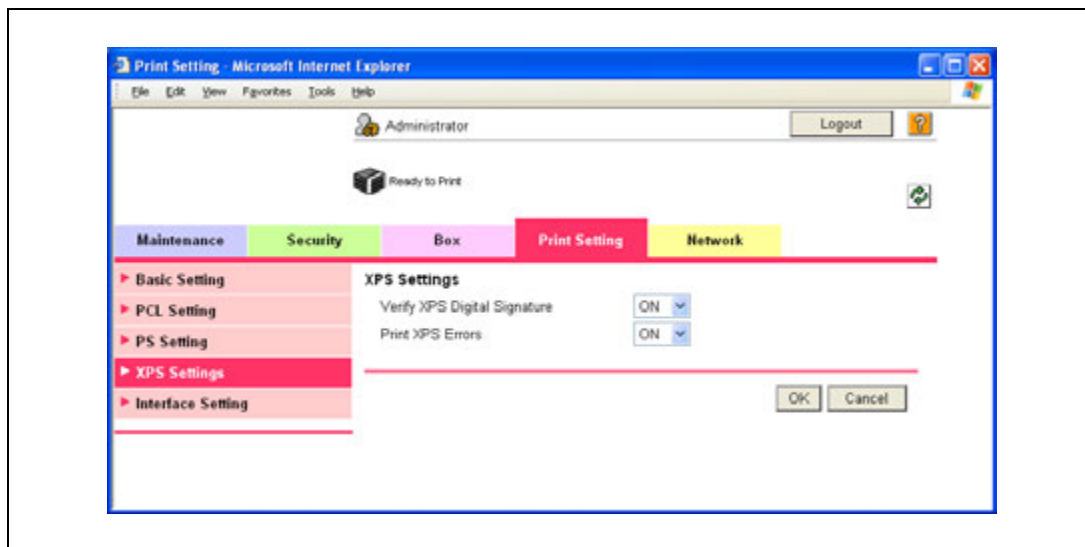 Print Setting - Microsoft Internet Explorer
File Edit View Favorites Tools Help
Administrator
Logout
?
Ready to Print
Maintenance Security Box Print Setting Network
Basic Setting
PCL Setting
PS Setting
XPS Settings
Interface Setting
XPS Settings
Verify XPS Digital Signature ON
Print XPS Errors ON
OK Cancel